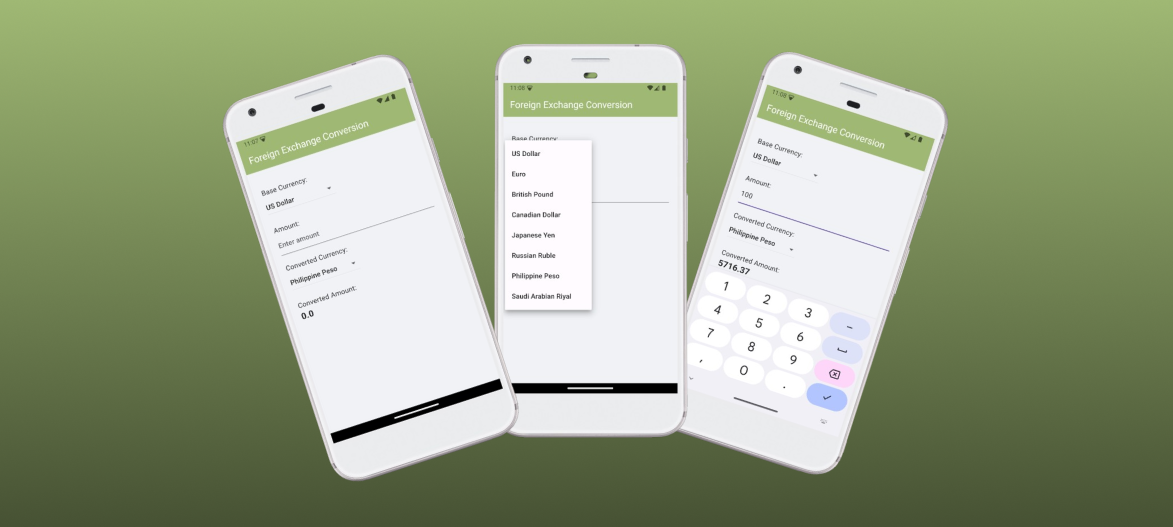 11:07
Foreign Exchange Conversion
Base Currency:
US Dollar
Amount:
Enter amount
Converted Currency:
Philippine Peso
Converted Amount:
0.0
11:08
Foreign Exchange Conversion
Base Currency:
US Dollar
Euro
British Pound
Canadian Dollar
Japanese Yen
Russian Ruble
Philippine Peso
Saudi Arabian Riyal
11:08
Foreign Exchange Conversion
Base Currency:
US Dollar
Amount:
100
Converted Currency:
Philippine Peso
Converted Amount:
5716.37
1 2 3 –
4 5 6
7 8 9
, 0 .